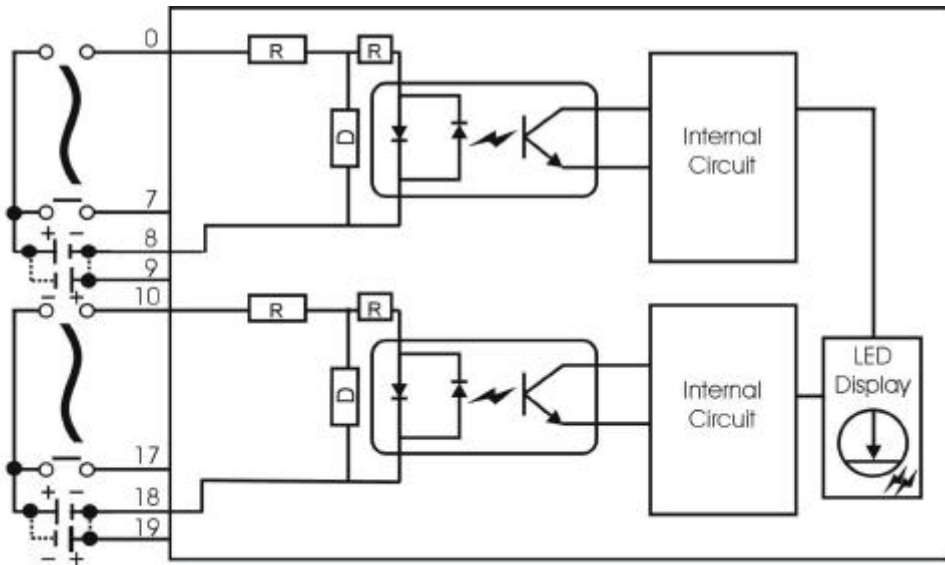 0
R
R
D
Internal
Circuit
7
+ −
8
9
− +
10
R
R
D
Internal
Circuit
LED
Display
17
+ −
18
19
− +